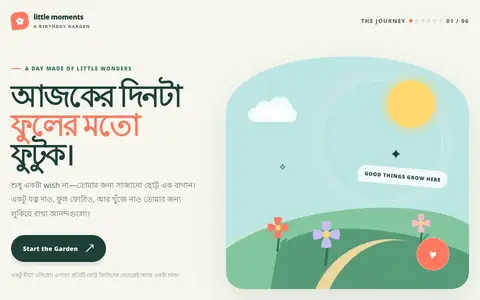 little moments
A BIRTHDAY GARDEN
THE JOURNEY 01 / 06
A DAY MADE OF LITTLE WONDERS
আজকের দিনটা
ফুলের মতো
ফুটুক।
শুধু একটা wish না—তোমার জন্য সাজানো ছোট্ট এক বাগান।
একটু যত্ন নাও, ফুল ফোটাও, আর খুঁজে নাও তোমার জন্য
লুকিয়ে রাখা আনন্দগুলো।
Start the Garden ↗
GOOD THINGS GROW HERE